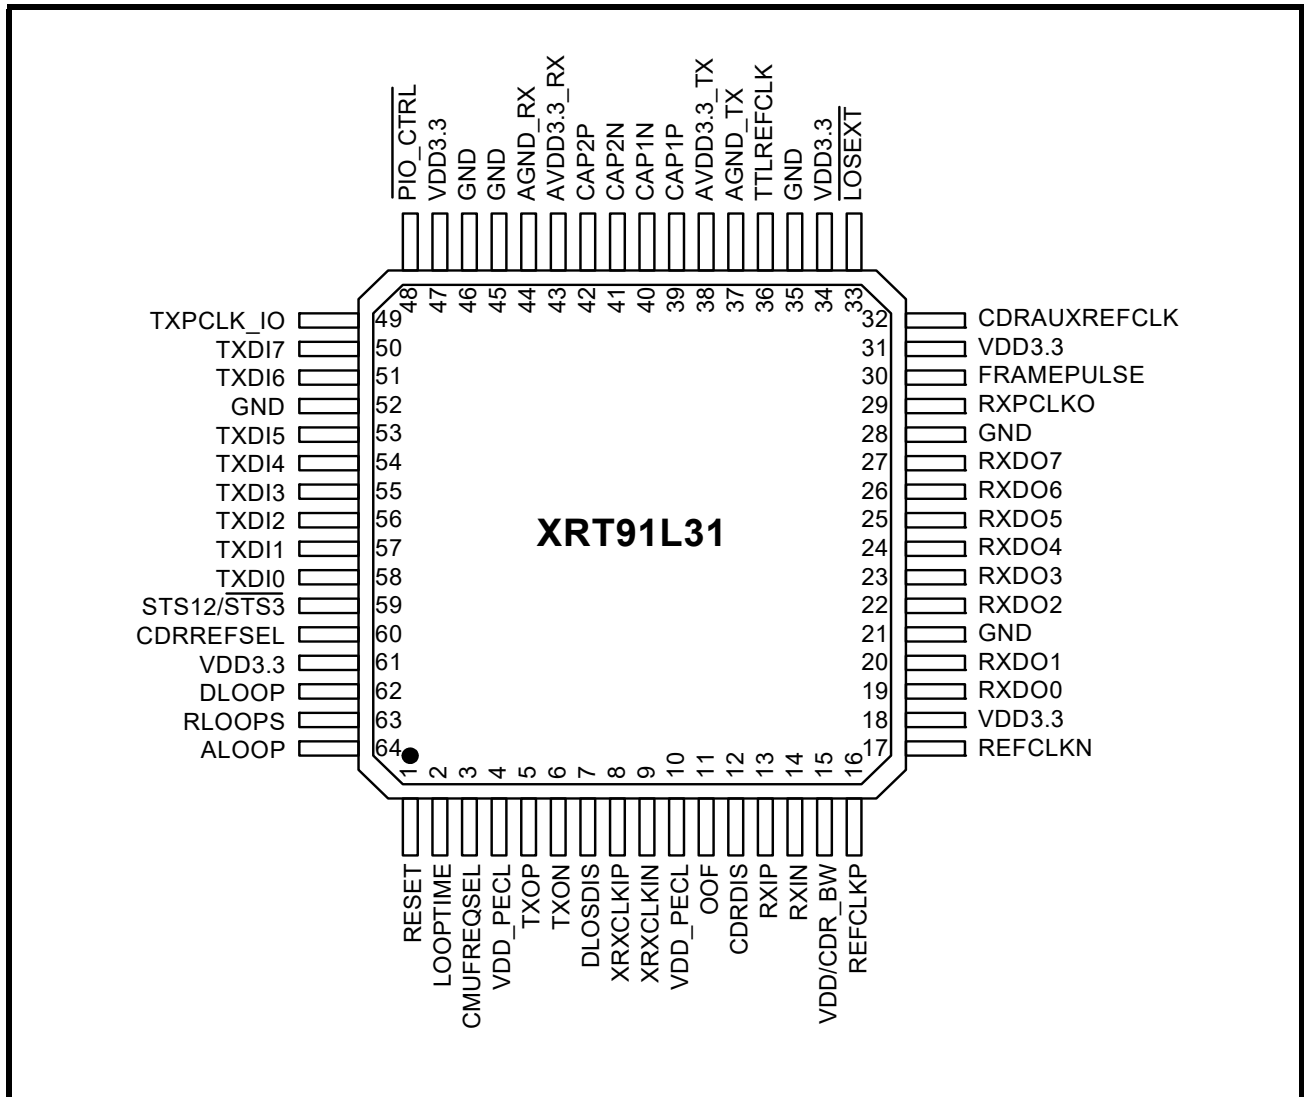 PIO_CTRL
VDD3.3
GND
GND
AGND_RX
AVDD3.3_RX
CAP2P
CAP2N
CAP1N
CAP1P
AVDD3.3_TX
AGND_TX
TTLREFCLK
GND
VDD3.3
LOSEXT
48
47
46
45
44
43
42
41
40
39
38
37
36
35
34
33
TXPCLK_IO 49
TXDI7 50
TXDI6 51
GND 52
TXDI5 53
TXDI4 54
TXDI3 55
TXDI2 56
TXDI1 57
TXDI0 58
STS12/STS3 59
CDRREFSEL 60
VDD3.3 61
DLOOP 62
RLOOPS 63
ALOOP 64
XRT91L31
32 CDRAUXREFCLK
31 VDD3.3
30 FRAMEPULSE
29 RXPCLKO
28 GND
27 RXDO7
26 RXDO6
25 RXDO5
24 RXDO4
23 RXDO3
22 RXDO2
21 GND
20 RXDO1
19 RXDO0
18 VDD3.3
17 REFCLKN
1
2
3
4
5
6
7
8
9
10
11
12
13
14
15
16
RESET
LOOPTIME
CMUFREQSEL
VDD_PECL
TXOP
TXON
DLOSDIS
XRXCLKIP
XRXCLKIN
VDD_PECL
OOF
CDRDIS
RXIP
RXIN
VDD/CDR_BW
REFCLKP